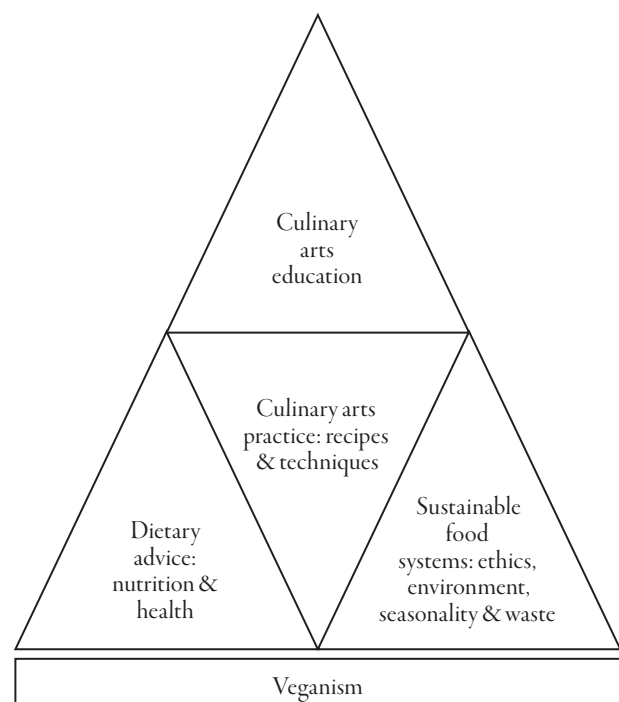 Culinary
arts
education
Culinary arts
practice: recipes
& techniques
Dietary
advice:
nutrition &
health
Sustainable
food
systems: ethics,
environment,
seasonality & waste
Veganism